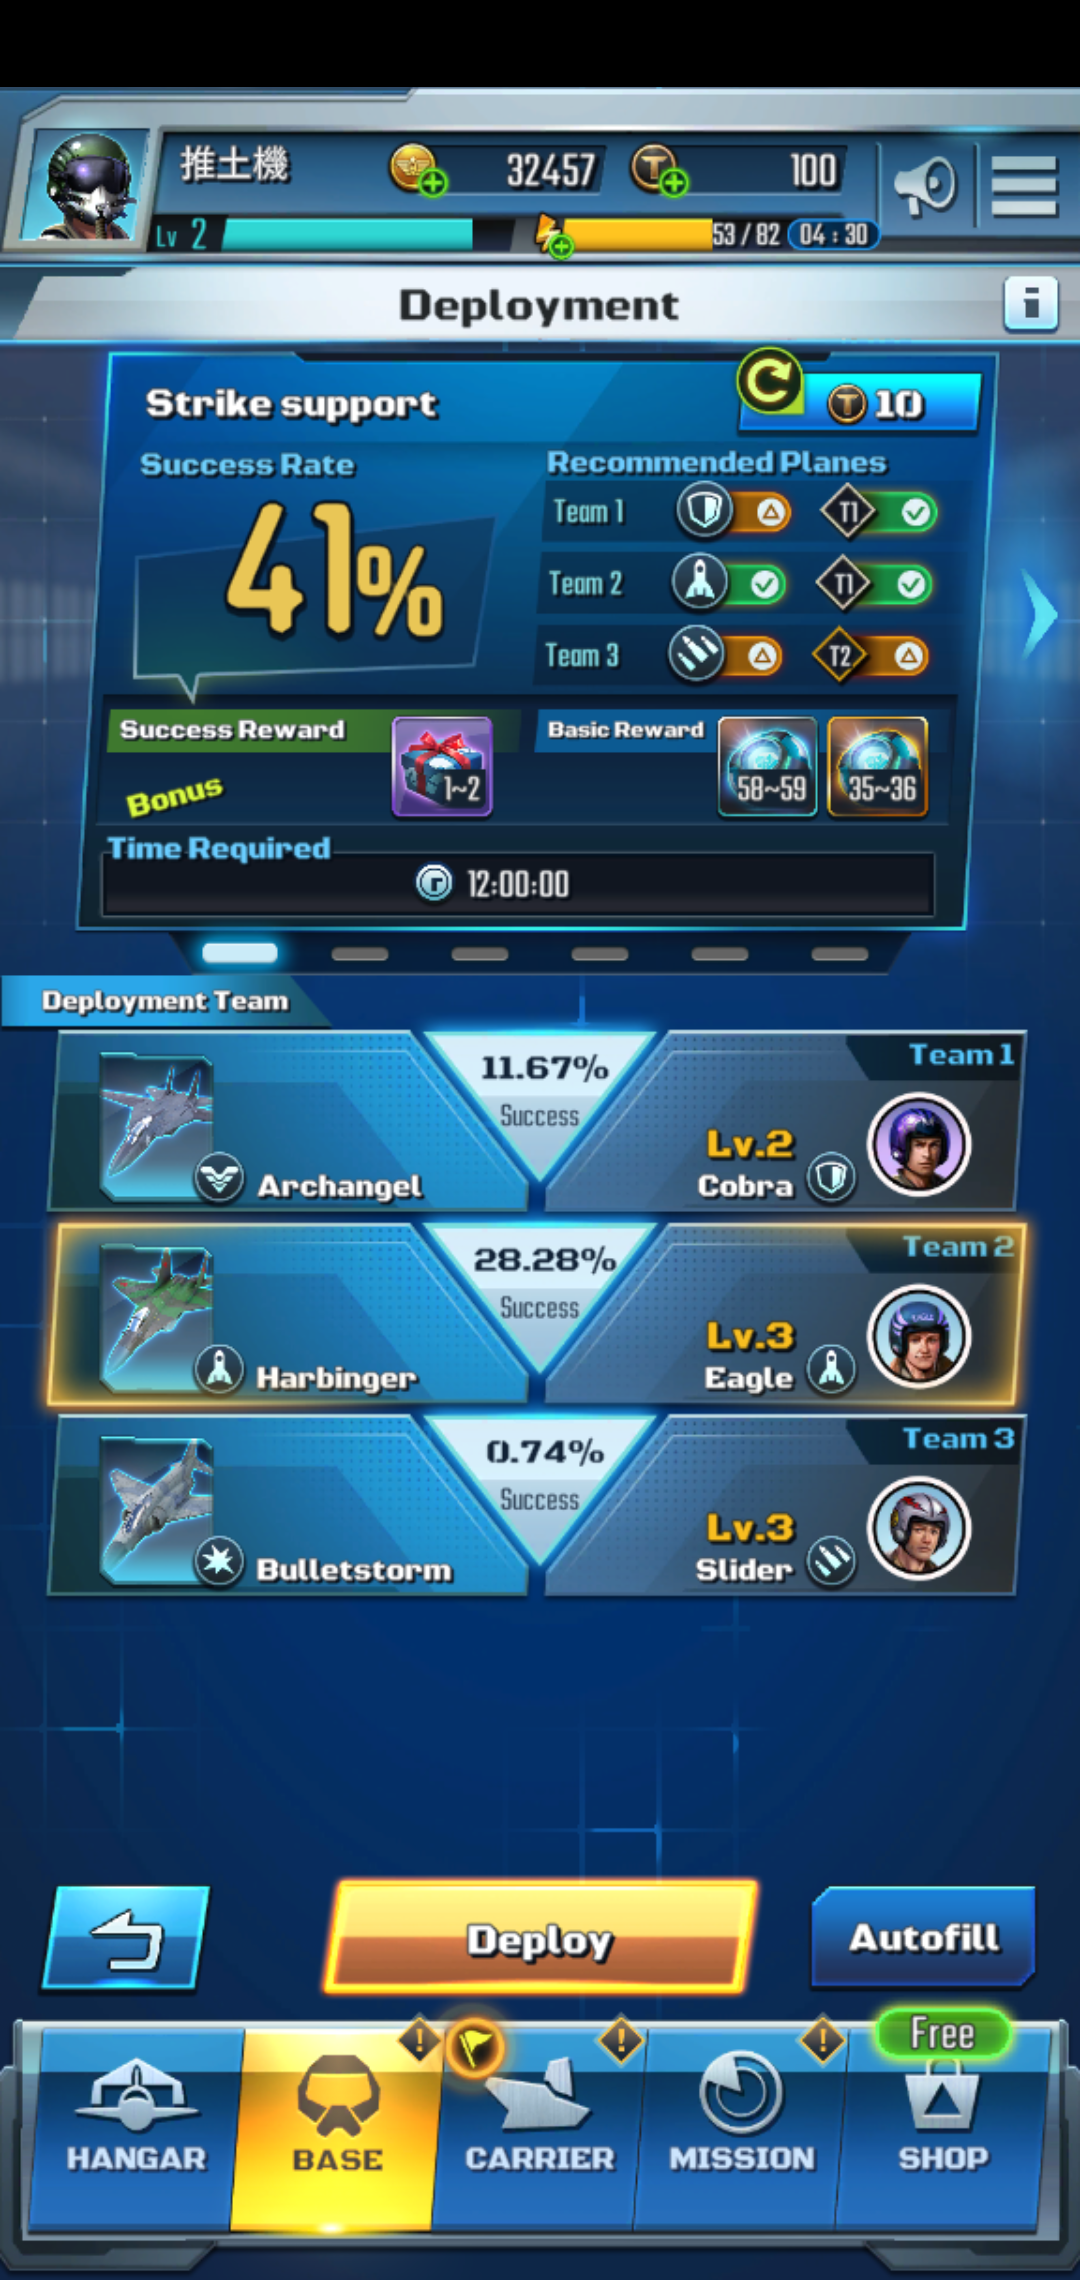 推土機
32457
100
Lv 2
53 / 82
04 : 30
Deployment
Strike support
10
Success Rate
41%
Recommended Planes
Team 1
T1
Team 2
T1
Team 3
T2
Success Reward
Bonus
1~2
Basic Reward
58~59
35~36
Time Required
12:00:00
Deployment Team
Archangel
11.67%
Success
Team 1
Lv.2
Cobra
Harbinger
28.28%
Success
Team 2
Lv.3
Eagle
EAGLE
Bulletstorm
0.74%
Success
Team 3
Lv.3
Slider
Deploy
Autofill
HANGAR
BASE
CARRIER
MISSION
Free
SHOP